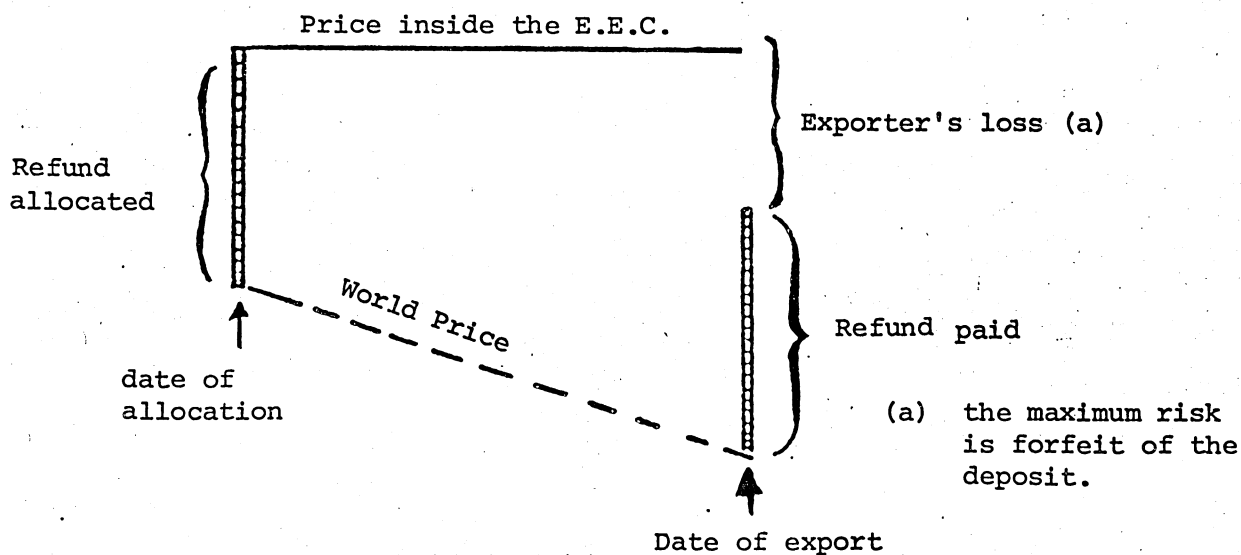 Price inside the E.E.C.
Exporter's loss (a)
Refund
allocated
World Price
Refund paid
date of
allocation
(a) the maximum risk
is forfeit of the
deposit.
Date of export